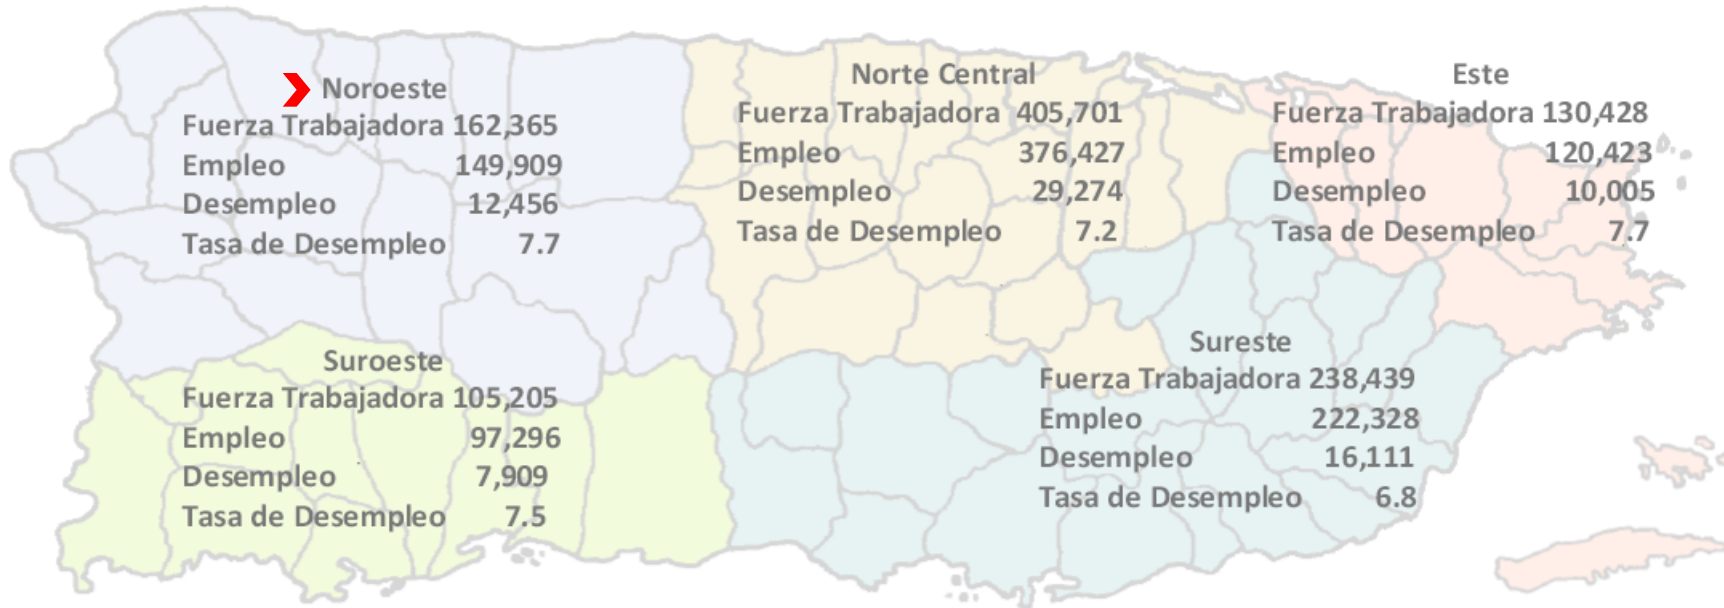 Noroeste
Fuerza Trabajadora 162,365
Empleo 149,909
Desempleo 12,456
Tasa de Desempleo 7.7
Norte Central
Fuerza Trabajadora 405,701
Empleo 376,427
Desempleo 29,274
Tasa de Desempleo 7.2
Este
Fuerza Trabajadora 130,428
Empleo 120,423
Desempleo 10,005
Tasa de Desempleo 7.7
Suroeste
Fuerza Trabajadora 105,205
Empleo 97,296
Desempleo 7,909
Tasa de Desempleo 7.5
Sureste
Fuerza Trabajadora 238,439
Empleo 222,328
Desempleo 16,111
Tasa de Desempleo 6.8